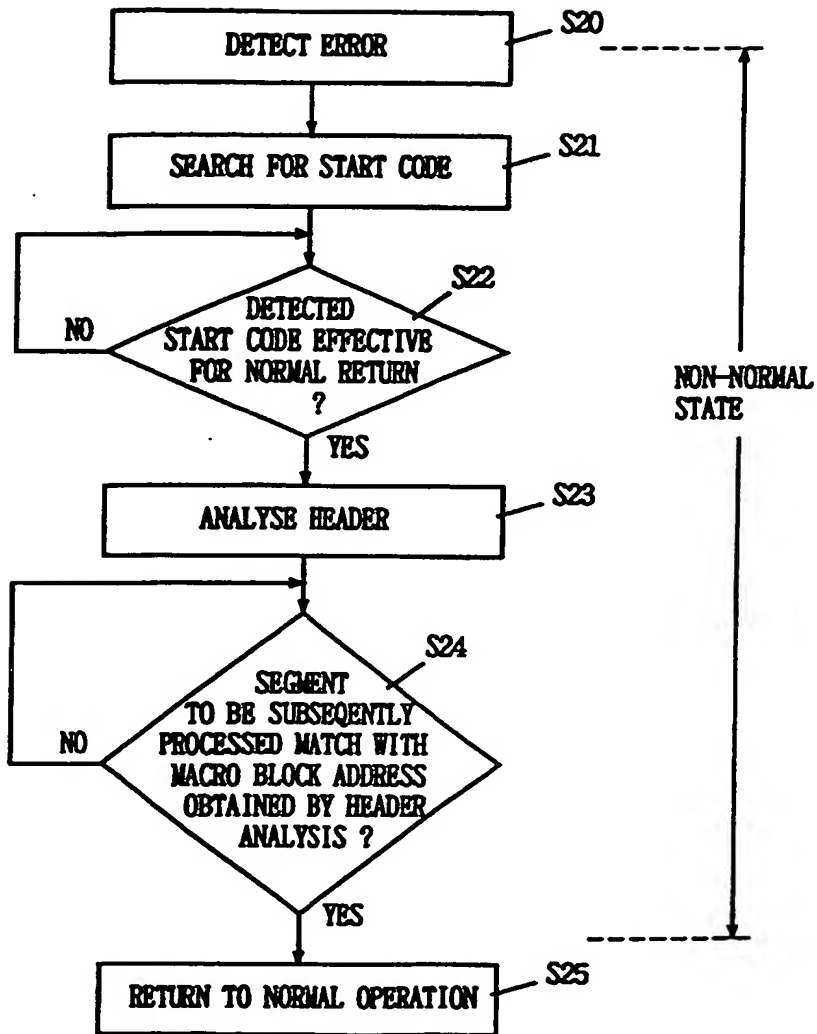 DETECT ERROR
S20
SEARCH FOR START CODE
S21
S22
DETECTED
START CODE EFFECTIVE
FOR NORMAL RETURN
?
NO
YES
NON-NORMAL
STATE
ANALYSE HEADER
S23
S24
SEGMENT
TO BE SUBSEQENTLY
PROCESSED MATCH WITH
MACRO BLOCK ADDRESS
OBTAINED BY HEADER
ANALYSIS ?
NO
YES
RETURN TO NORMAL OPERATION
S25